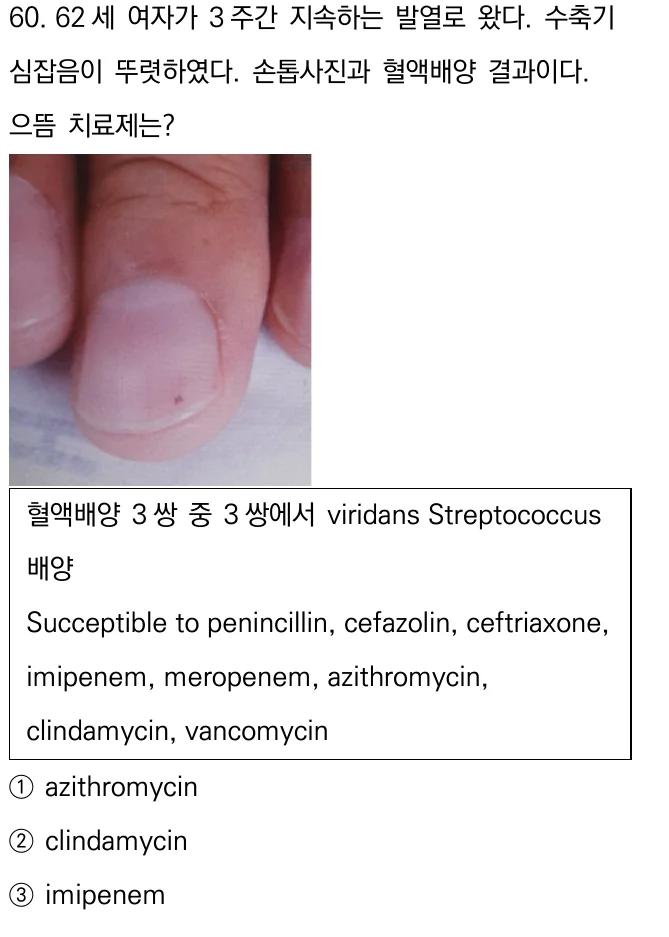 60. 62세 여자가 3주간 지속하는 발열로 왔다. 수축기
심잡음이 뚜렷하였다. 손톱사진과 혈액배양 결과이다.
으뜸 치료제는?
혈액배양 3쌍 중 3쌍에서 viridans Streptococcus
배양
Succeptible to penincillin, cefazolin, ceftriaxone,
imipenem, meropenem, azithromycin,
clindamycin, vancomycin
① azithromycin
② clindamycin
③ imipenem